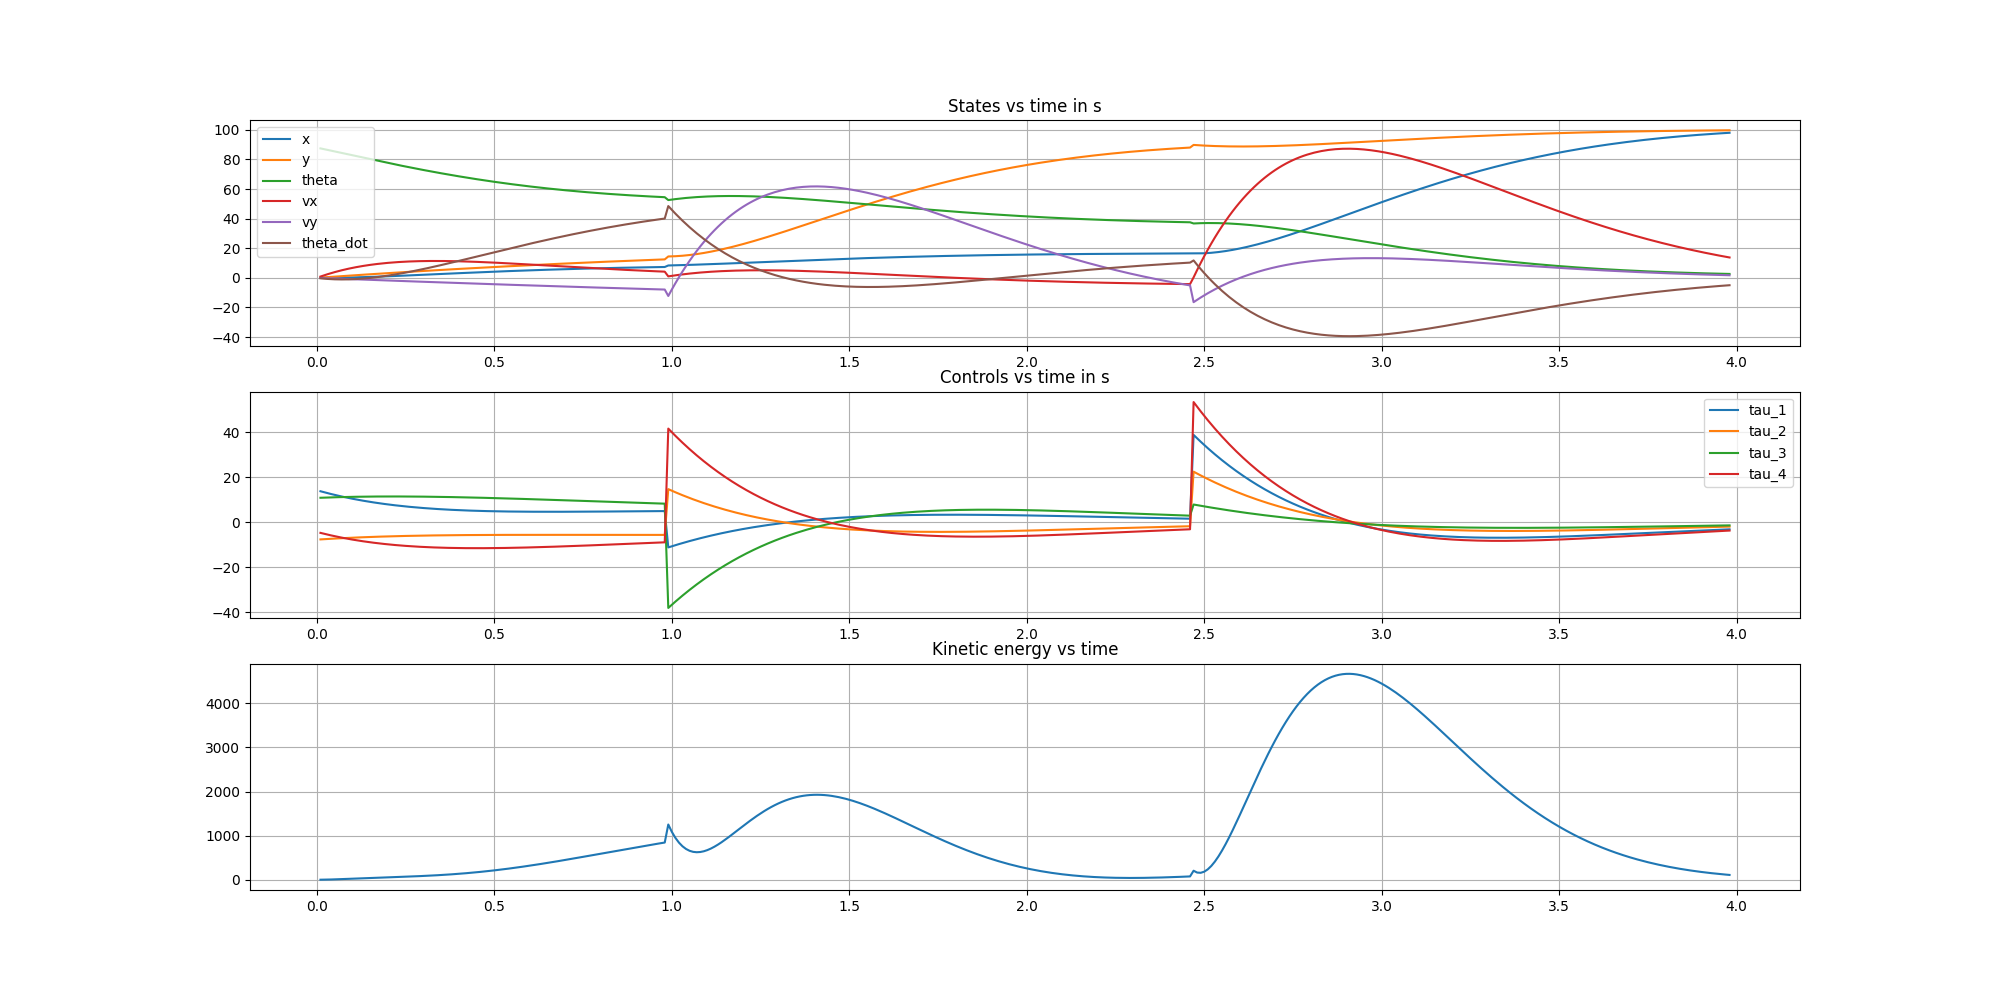 States vs time in s
100
80
60
40
20
0
−20
−40
x
y
theta
vx
vy
theta_dot
0.0 0.5 1.0 1.5 2.0 2.5 3.0 3.5 4.0
Controls vs time in s
40
20
0
−20
−40
tau_1
tau_2
tau_3
tau_4
0.0 0.5 1.0 1.5 2.0 2.5 3.0 3.5 4.0
Kinetic energy vs time
4000
3000
2000
1000
0
0.0 0.5 1.0 1.5 2.0 2.5 3.0 3.5 4.0